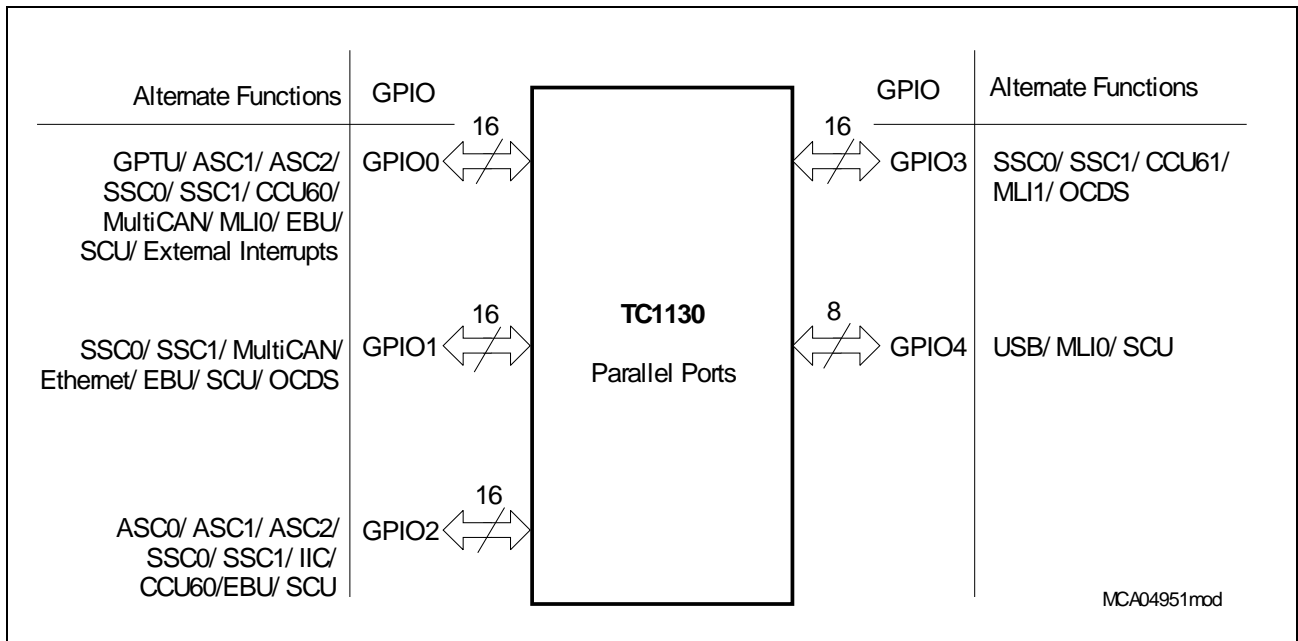 Alternate Functions
GPIO
GPIO
Alternate Functions
16
GPTU/ ASC1/ ASC2/
SSC0/ SSC1/ CCU60/
MultiCAN/ MLI0/ EBU/
SCU/ External Interrupts
GPIO0
16
GPIO3
SSC0/ SSC1/ CCU61/
MLI1/ OCDS
16
SSC0/ SSC1/ MultiCAN/
Ethernet/ EBU/ SCU/ OCDS
GPIO1
TC1130
Parallel Ports
8
GPIO4
USB/ MLI0/ SCU
16
ASC0/ ASC1/ ASC2/
SSC0/ SSC1/ IIC/
CCU60/EBU/ SCU
GPIO2
MCA04951mod